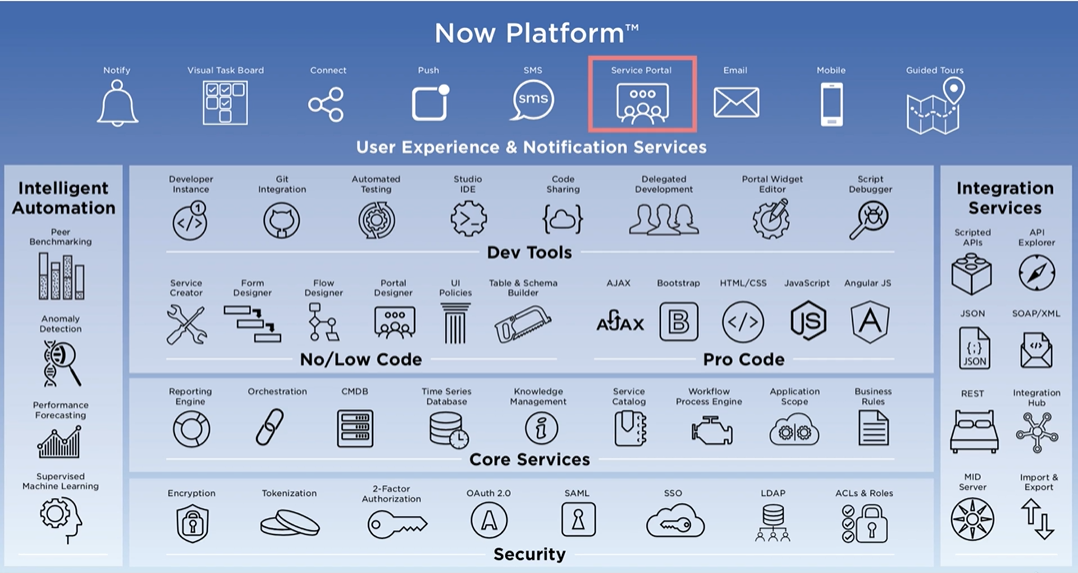 Now Platform™
Notify
Visual Task Board
Connect
Push
SMS
Service Portal
Email
Mobile
Guided Tours
sms
User Experience & Notification Services
Intelligent
Automation
Peer
Benchmarking
Anomaly
Detection
Performance
Forecasting
Supervised
Machine Learning
Developer
Instance
1
Git
Integration
Automated
Testing
Studio
IDE
Code
Sharing
Delegated
Development
Portal Widget
Editor
Script
Debugger
Dev Tools
Service
Creator
Form
Designer
Flow
Designer
Portal
Designer
UI
Policies
Table & Schema
Builder
No/Low Code
AJAX
AJAX
Bootstrap
B
HTML/CSS
</>
JavaScript
JS
Angular JS
A
Pro Code
Reporting
Engine
Orchestration
CMDB
Time Series
Database
Knowledge
Management
i
Service
Catalog
Workflow
Process Engine
Application
Scope
Business
Rules
Core Services
Encryption
Tokenization
2-Factor
Authorization
OAuth 2.0
A
SAML
SSO
LDAP
ACLs & Roles
Security
Integration
Services
Scripted
APIs
API
Explorer
JSON
{;}
JSON
SOAP/XML
</>
REST
Integration
Hub
MID
Server
Import &
Export